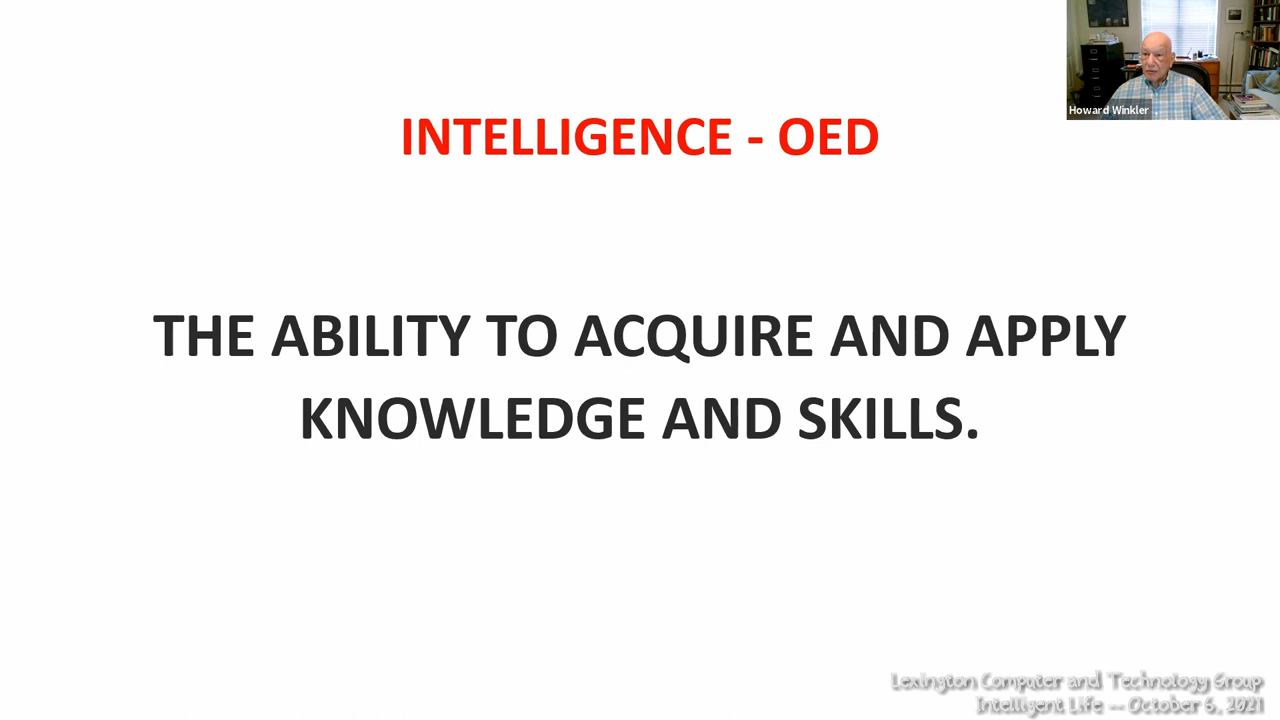 Howard Winkler
INTELLIGENCE - OED
THE ABILITY TO ACQUIRE AND APPLY
KNOWLEDGE AND SKILLS.
Lexington Computer and Technology Group
Intelligent Life -- October 6, 2021